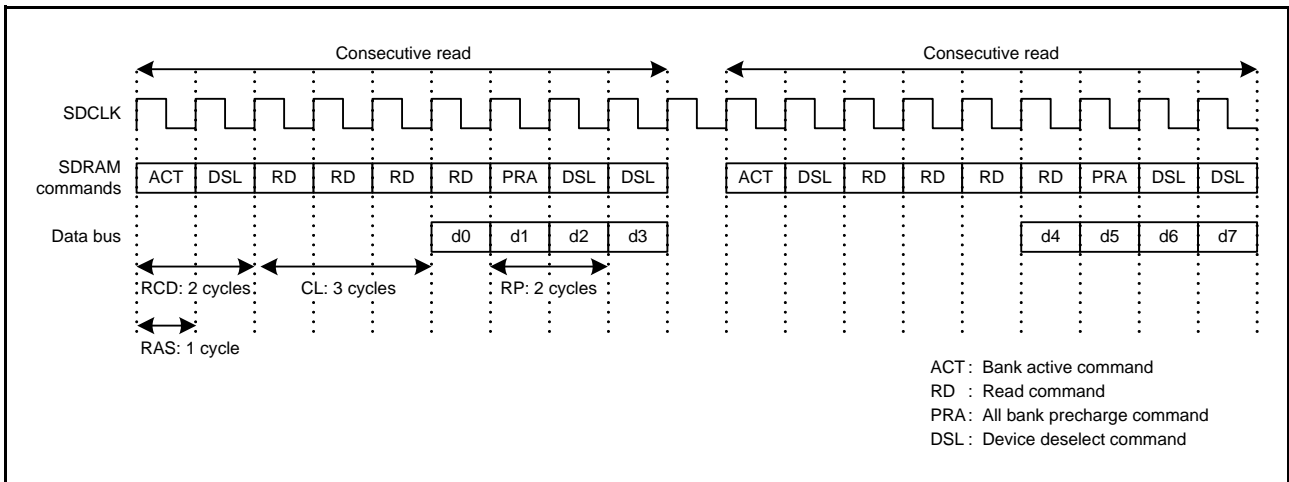 Consecutive read Consecutive read
SDCLK
SDRAM
commands
ACT DSL RD RD RD RD PRA DSL DSL ACT DSL RD RD RD RD PRA DSL DSL
Data bus d0 d1 d2 d3 d4 d5 d6 d7
RCD: 2 cycles CL: 3 cycles RP: 2 cycles
RAS: 1 cycle
ACT : Bank active command
RD : Read command
PRA : All bank precharge command
DSL : Device deselect command